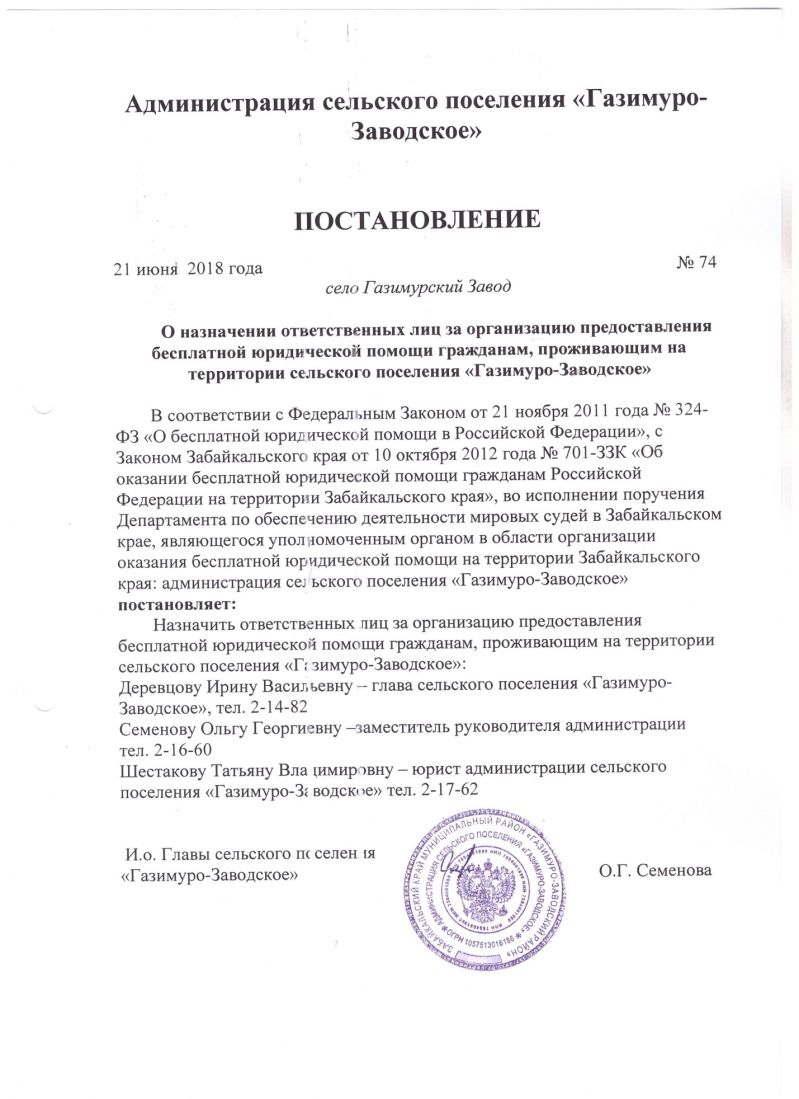 Администрация сельского поселения «Газимуро-
Заводское»
ПОСТАНОВЛЕНИЕ
21 июня 2018 года
№ 74
село Газимурский Завод
О назначении ответственных лиц за организацию предоставления
бесплатной юридической помощи гражданам, проживающим на
территории сельского поселения «Газимуро-Заводское»
В соответствии с Федеральным Законом от 21 ноября 2011 года № 324-
ФЗ «О бесплатной юридической помощи в Российской Федерации», с
Законом Забайкальского края от 10 октября 2012 года № 701-ЗЗК «Об
оказании бесплатной юридической помощи гражданам Российской
Федерации на территории Забайкальского края», во исполнении поручения
Департамента по обеспечению деятельности мировых судей в Забайкальском
крае, являющегося уполномоченным органом в области организации
оказания бесплатной юридической помощи на территории Забайкальского
края: администрация сельского поселения «Газимуро-Заводское»
постановляет:
Назначить ответственных лиц за организацию предоставления
бесплатной юридической помощи гражданам, проживающим на территории
сельского поселения «Газимуро-Заводское»:
Деревцову Ирину Васильевну – глава сельского поселения «Газимуро-
Заводское», тел. 2-14-82
Семенову Ольгу Георгиевну –заместитель руководителя администрации
тел. 2-16-60
Шестакову Татьяну Владимировну – юрист администрации сельского
поселения «Газимуро-Заводское» тел. 2-17-62
И.о. Главы сельского поселения
«Газимуро-Заводское»
О.Г. Семенова
ЗАБАЙКАЛЬСКИЙ КРАЙ МУНИЦИПАЛЬНЫЙ РАЙОН «ГАЗИМУРО-ЗАВОДСКИЙ РАЙОН»
АДМИНИСТРАЦИЯ СЕЛЬСКОГО ПОСЕЛЕНИЯ «ГАЗИМУРО-ЗАВОДСКОЕ»
ОГРН 1057513016185